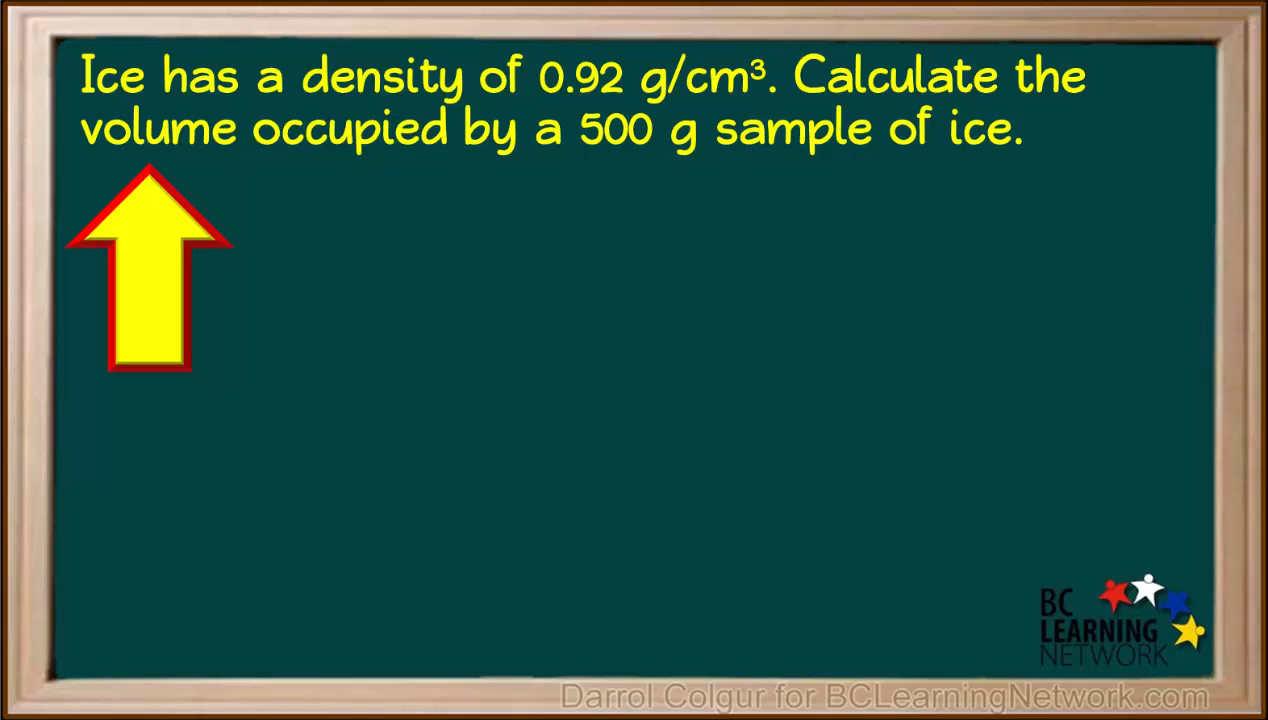 Ice has a density of 0.92 g/cm³. Calculate the
volume occupied by a 500 g sample of ice.
BC
LEARNING
NETWORK
Darrol Colgur for BCLearningNetwork.com